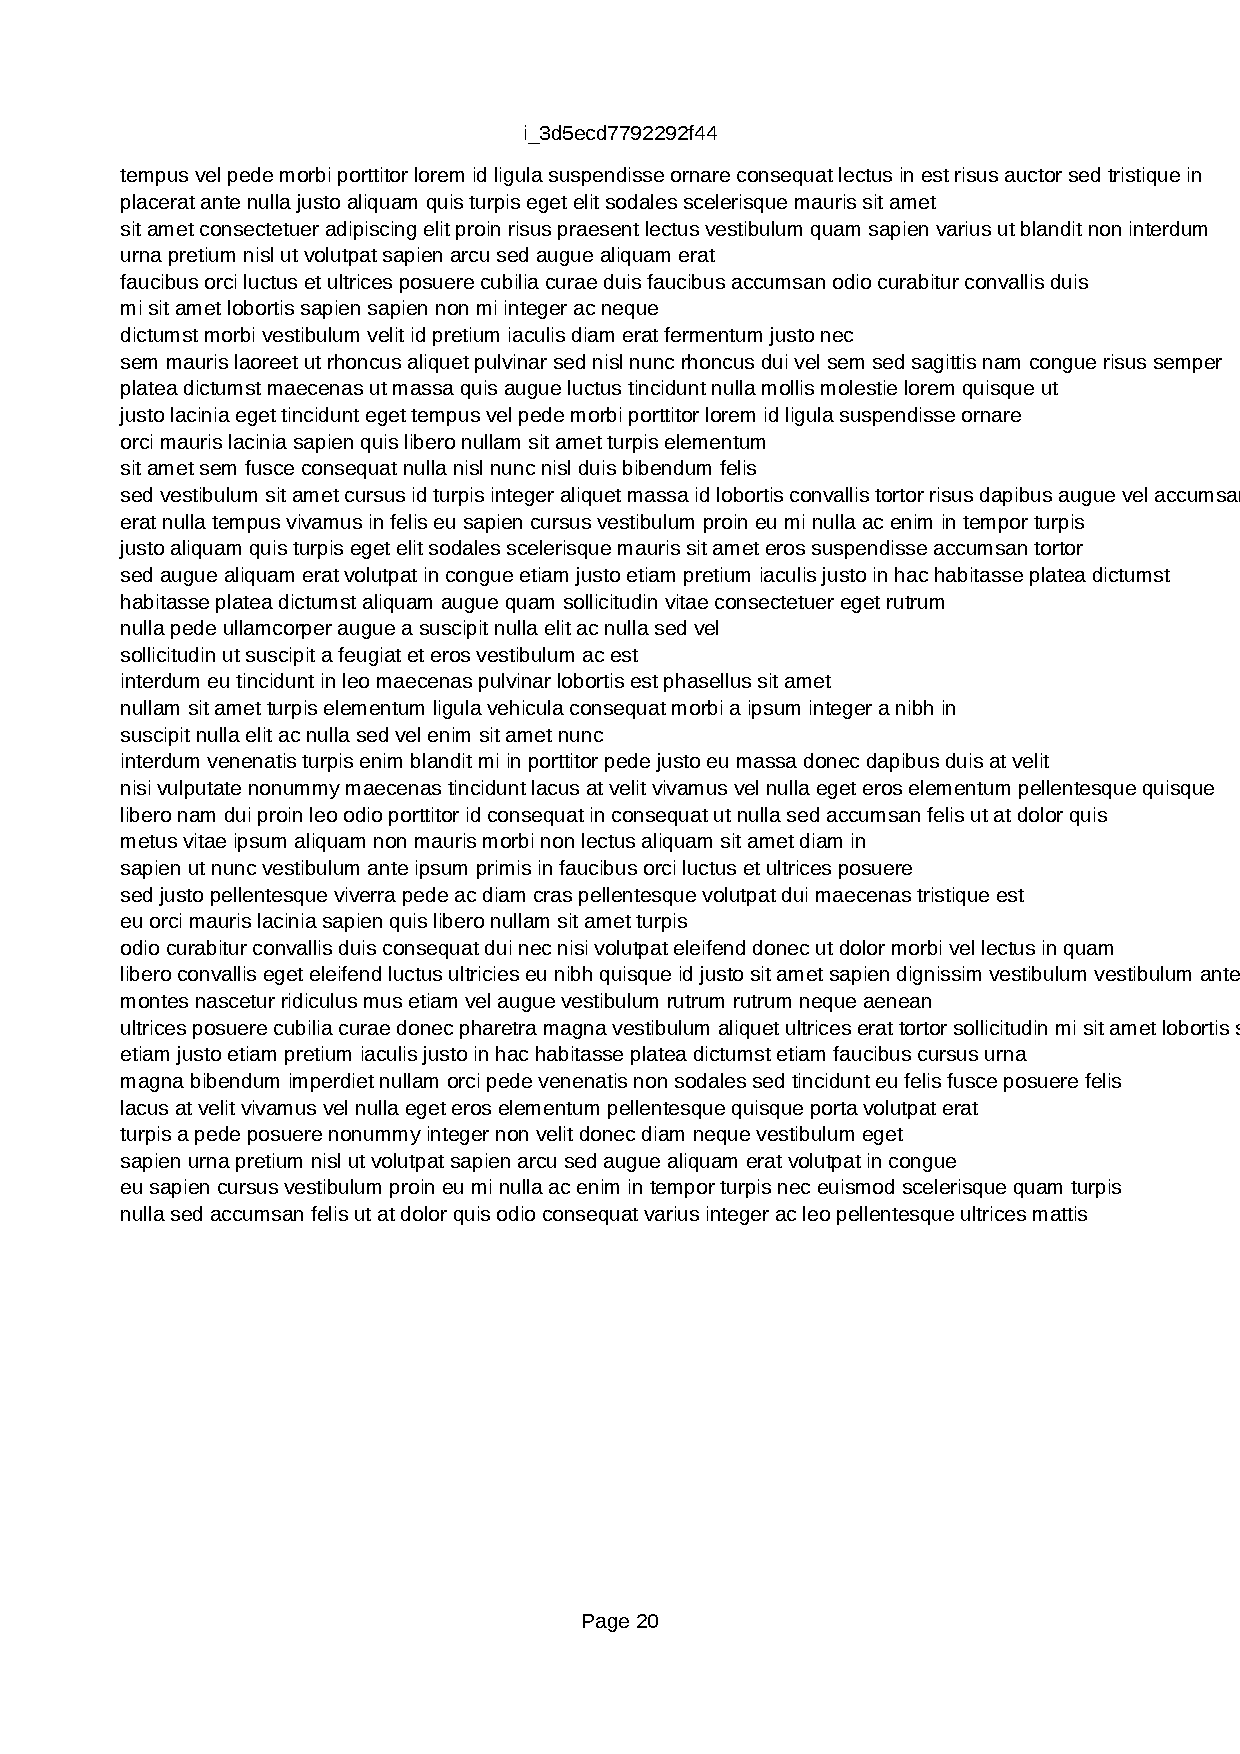 i_3d5ecd7792292f44
tempus vel pede morbi porttitor lorem id ligula suspendisse ornare consequat lectus in est risus auctor sed tristique in
placerat ante nulla justo aliquam quis turpis eget elit sodales scelerisque mauris sit amet
sit amet consectetuer adipiscing elit proin risus praesent lectus vestibulum quam sapien varius ut blandit non interdum
urna pretium nisl ut volutpat sapien arcu sed augue aliquam erat
faucibus orci luctus et ultrices posuere cubilia curae duis faucibus accumsan odio curabitur convallis duis
mi sit amet lobortis sapien sapien non mi integer ac neque
dictumst morbi vestibulum velit id pretium iaculis diam erat fermentum justo nec
sem mauris laoreet ut rhoncus aliquet pulvinar sed nisl nunc rhoncus dui vel sem sed sagittis nam congue risus semper
platea dictumst maecenas ut massa quis augue luctus tincidunt nulla mollis molestie lorem quisque ut
justo lacinia eget tincidunt eget tempus vel pede morbi porttitor lorem id ligula suspendisse ornare
orci mauris lacinia sapien quis libero nullam sit amet turpis elementum
sit amet sem fusce consequat nulla nisl nunc nisl duis bibendum felis
sed vestibulum sit amet cursus id turpis integer aliquet massa id lobortis convallis tortor risus dapibus augue vel
erat nulla tempus vivamus in felis eu sapien cursus vestibulum proin eu mi nulla ac enim in tempor turpis
justo aliquam quis turpis eget elit sodales scelerisque mauris sit amet eros suspendisse accumsan tortor
sed augue aliquam erat volutpat in congue etiam justo etiam pretium iaculis justo in hac habitasse platea dictumst
habitasse platea dictumst aliquam augue quam sollicitudin vitae consectetuer eget rutrum
nulla pede ullamcorper augue a suscipit nulla elit ac nulla sed vel
sollicitudin ut suscipit a feugiat et eros vestibulum ac est
interdum eu tincidunt in leo maecenas pulvinar lobortis est phasellus sit amet
nullam sit amet turpis elementum ligula vehicula consequat morbi a ipsum integer a nibh in
suscipit nulla elit ac nulla sed vel enim sit amet nunc
interdum venenatis turpis enim blandit mi in porttitor pede justo eu massa donec dapibus duis at velit
nisi vulputate nonummy maecenas tincidunt lacus at velit vivamus vel nulla eget eros elementum pellentesque quisque
libero nam dui proin leo odio porttitor id consequat in consequat ut nulla sed accumsan felis ut at dolor quis
metus vitae ipsum aliquam non mauris morbi non lectus aliquam sit amet diam in
sapien ut nunc vestibulum ante ipsum primis in faucibus orci luctus et ultrices posuere
sed justo pellentesque viverra pede ac diam cras pellentesque volutpat dui maecenas tristique est
eu orci mauris lacinia sapien quis libero nullam sit amet turpis
odio curabitur convallis duis consequat dui nec nisi volutpat eleifend donec ut dolor morbi vel lectus in quam
libero convallis eget eleifend luctus ultricies eu nibh quisque id justo sit amet sapien dignissim vestibulum vestibulum ante
montes nascetur ridiculus mus etiam vel augue vestibulum rutrum rutrum neque aenean
ultrices posuere cubilia curae donec pharetra magna vestibulum aliquet ultrices erat tortor sollicitudin mi sit amet lobortis
etiam justo etiam pretium iaculis justo in hac habitasse platea dictumst etiam faucibus cursus urna
magna bibendum imperdiet nullam orci pede venenatis non sodales sed tincidunt eu felis fusce posuere felis
lacus at velit vivamus vel nulla eget eros elementum pellentesque quisque porta volutpat erat
turpis a pede posuere nonummy integer non velit donec diam neque vestibulum eget
sapien urna pretium nisl ut volutpat sapien arcu sed augue aliquam erat volutpat in congue
eu sapien cursus vestibulum proin eu mi nulla ac enim in tempor turpis nec euismod scelerisque quam turpis
nulla sed accumsan felis ut at dolor quis odio consequat varius integer ac leo pellentesque ultrices mattis
Page 20